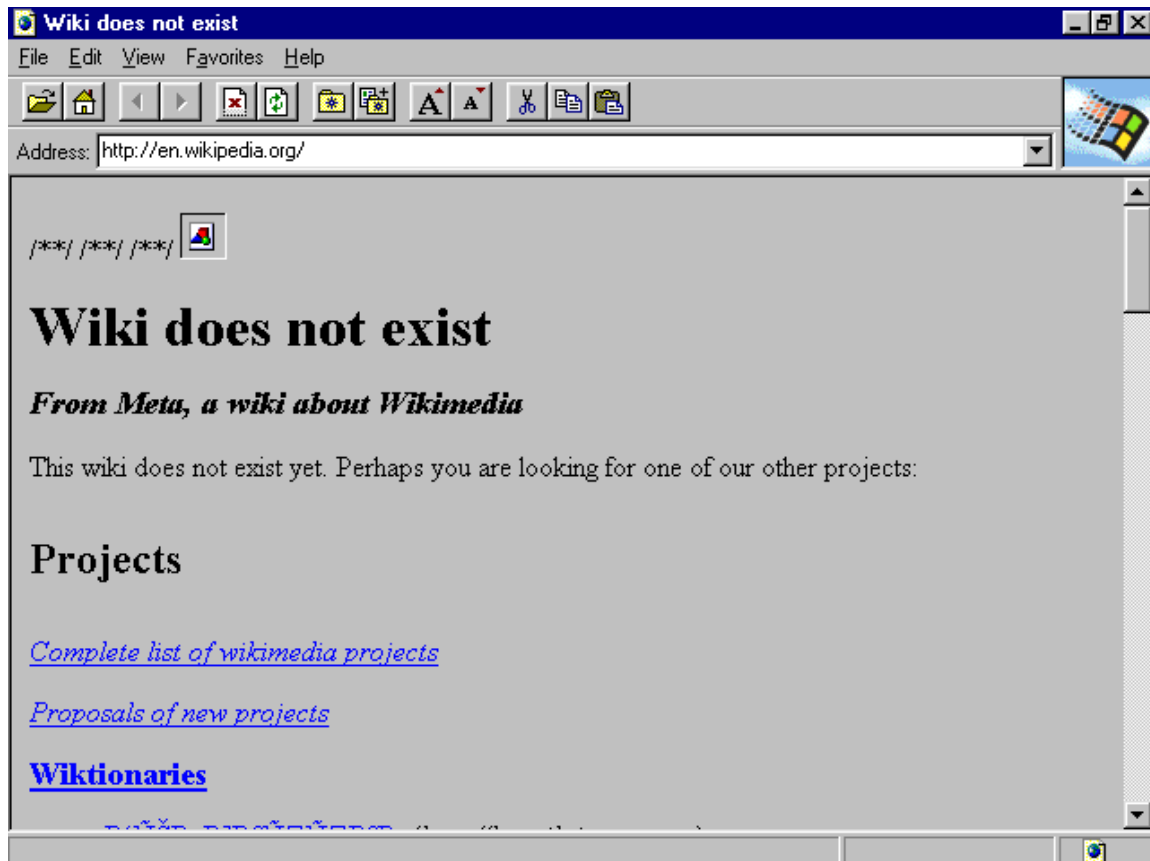 Wiki does not exist
File Edit View Favorites Help
A A
Address: http://en.wikipedia.org/
/**/ /**/ /**/
Wiki does not exist
From Meta, a wiki about Wikimedia
This wiki does not exist yet. Perhaps you are looking for one of our other projects:
Projects
Complete list of wikimedia projects
Proposals of new projects
Wiktionaries